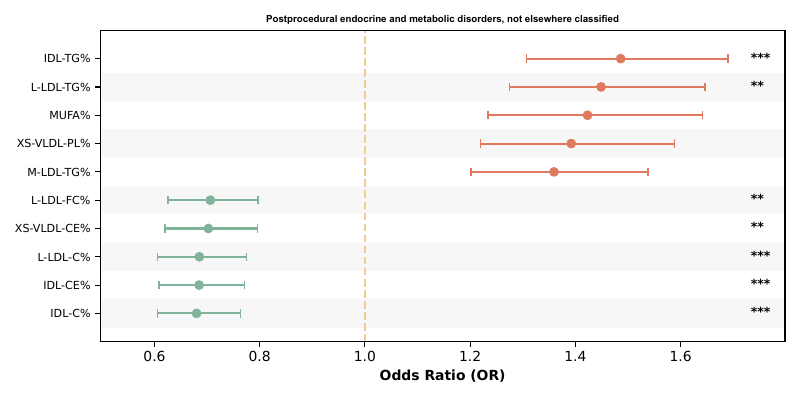 Postprocedural endocrine and metabolic disorders, not elsewhere classified
IDL-TG% ***
L-LDL-TG% **
MUFA%
XS-VLDL-PL%
M-LDL-TG%
L-LDL-FC% **
XS-VLDL-CE% **
L-LDL-C% ***
IDL-CE% ***
IDL-C% ***
0.6 0.8 1.0 1.2 1.4 1.6
Odds Ratio (OR)